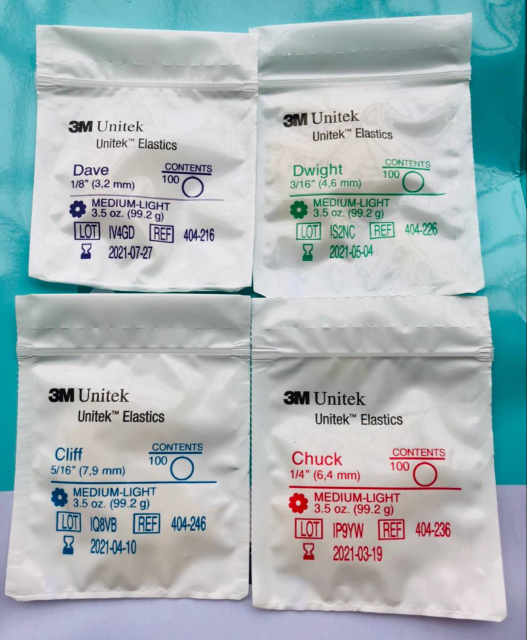 3M Unitek
Unitek™ Elastics
Dave
1/8" (3,2 mm)
CONTENTS
100
MEDIUM-LIGHT
3.5 oz. (99.2 g)
LOT IV4GD REF 404-216
2021-07-27
3M Unitek
Unitek™ Elastics
Dwight
3/16" (4,6 mm)
CONTENTS
100
MEDIUM-LIGHT
3.5 oz. (99.2 g)
LOT IS2NC REF 404-226
2021-05-04
3M Unitek
Unitek™ Elastics
Cliff
5/16" (7,9 mm)
CONTENTS
100
MEDIUM-LIGHT
3.5 oz. (99.2 g)
LOT IQ8VB REF 404-246
2021-04-10
3M Unitek
Unitek™ Elastics
Chuck
1/4" (6,4 mm)
CONTENTS
100
MEDIUM-LIGHT
3.5 oz. (99.2 g)
LOT IP9YW REF 404-236
2021-03-19